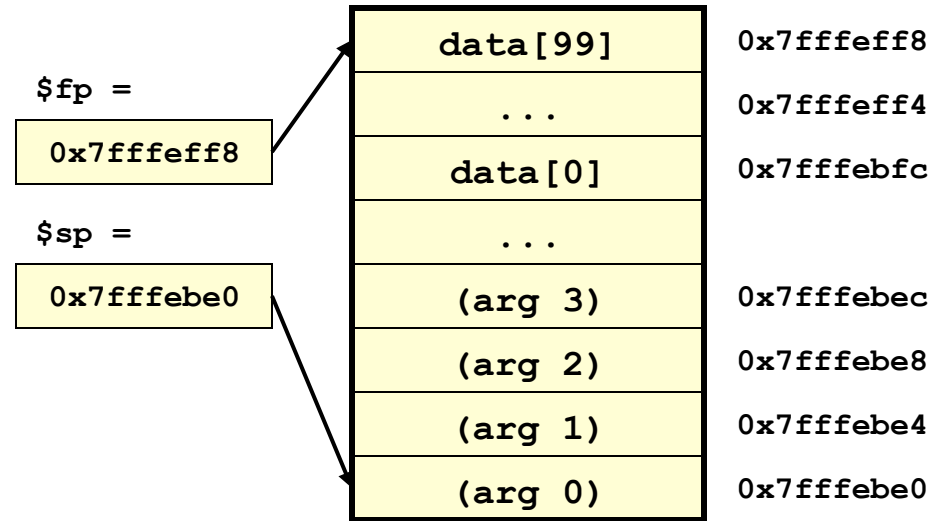 data[99] 0x7fffeff8
$fp =
... 0x7fffeff4
0x7fffeff8
data[0] 0x7fffebfc
$sp =
...
0x7fffebe0
(arg 3) 0x7fffebec
(arg 2) 0x7fffebe8
(arg 1) 0x7fffebe4
(arg 0) 0x7fffebe0